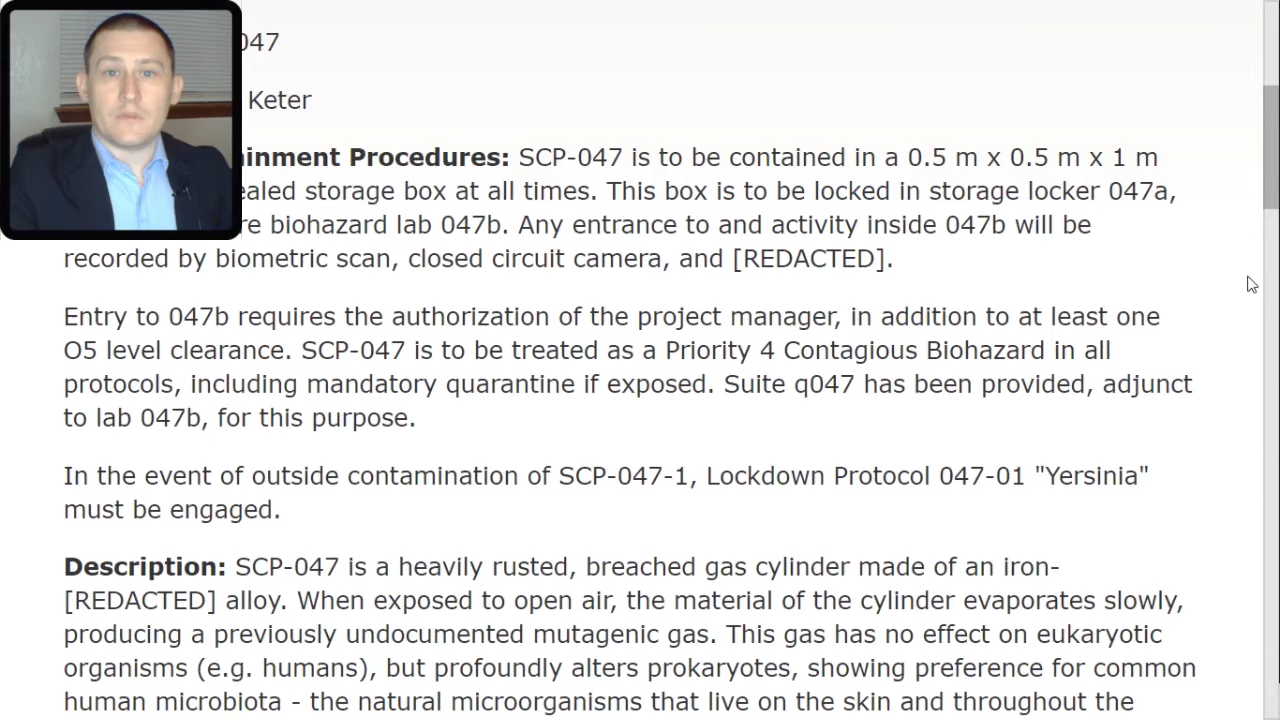 047
Keter
ainment Procedures: SCP-047 is to be contained in a 0.5 m x 0.5 m x 1 m
ealed storage box at all times. This box is to be locked in storage locker 047a,
re biohazard lab 047b. Any entrance to and activity inside 047b will be
recorded by biometric scan, closed circuit camera, and [REDACTED].
Entry to 047b requires the authorization of the project manager, in addition to at least one
O5 level clearance. SCP-047 is to be treated as a Priority 4 Contagious Biohazard in all
protocols, including mandatory quarantine if exposed. Suite q047 has been provided, adjunct
to lab 047b, for this purpose.
In the event of outside contamination of SCP-047-1, Lockdown Protocol 047-01 "Yersinia"
must be engaged.
Description: SCP-047 is a heavily rusted, breached gas cylinder made of an iron-
[REDACTED] alloy. When exposed to open air, the material of the cylinder evaporates slowly,
producing a previously undocumented mutagenic gas. This gas has no effect on eukaryotic
organisms (e.g. humans), but profoundly alters prokaryotes, showing preference for common
human microbiota - the natural microorganisms that live on the skin and throughout the